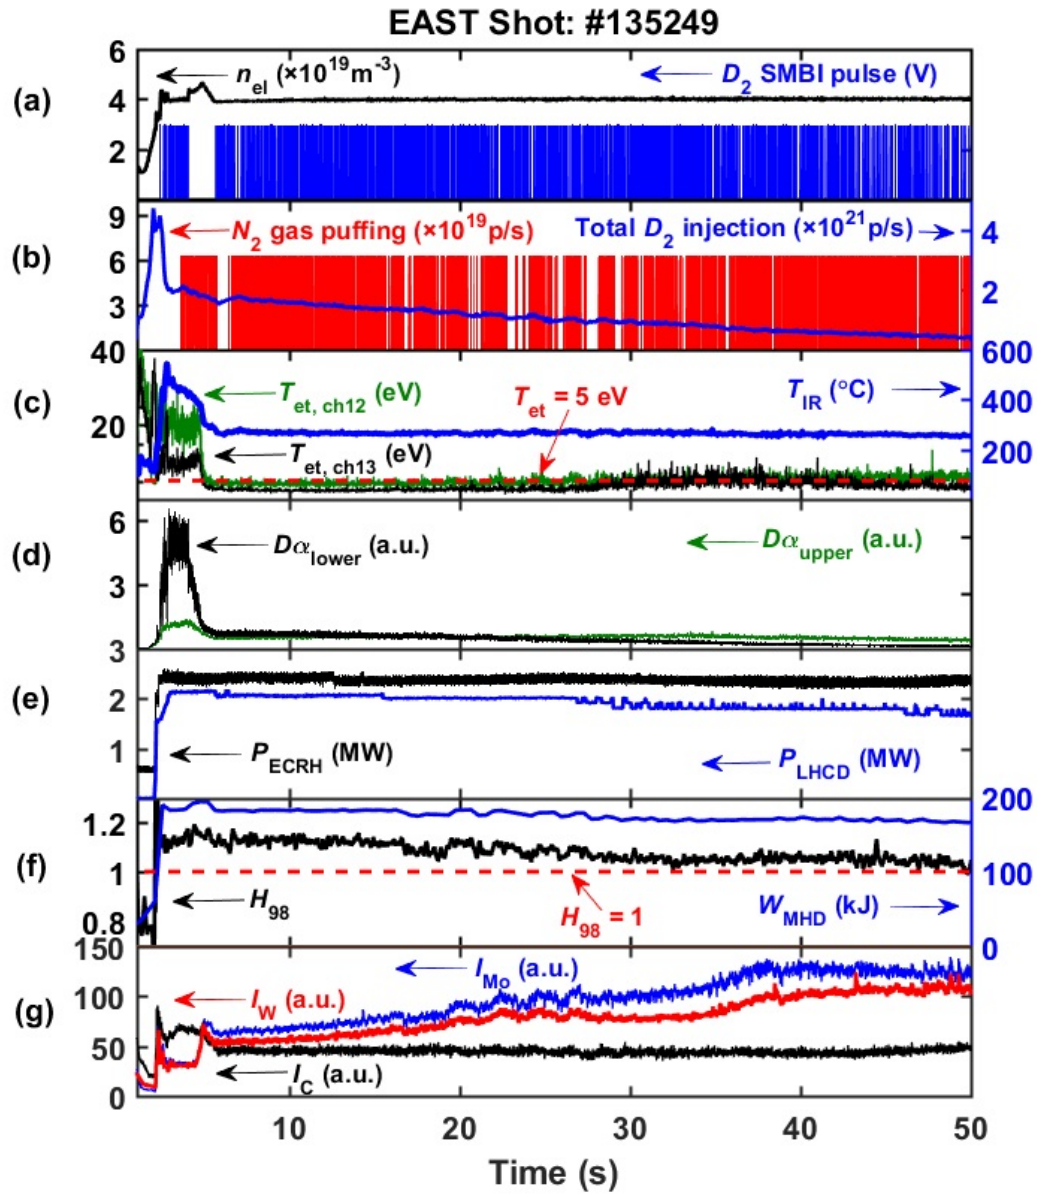 EAST Shot: #135249
(a)
6
4
2
n_el (×10^19 m^-3)
D_2 SMBI pulse (V)
(b)
9
6
3
N_2 gas puffing (×10^19 p/s)
Total D_2 injection (×10^21 p/s)
4
2
(c)
40
20
T_et, ch12 (eV)
T_et = 5 eV
T_IR (°C)
T_et, ch13 (eV)
600
400
200
(d)
6
3
Dα_lower (a.u.)
Dα_upper (a.u.)
(e)
3
2
1
P_ECRH (MW)
P_LHCD (MW)
(f)
1.2
1
0.8
H_98
H_98 = 1
W_MHD (kJ)
200
100
0
(g)
150
100
50
0
I_Mo (a.u.)
I_W (a.u.)
I_C (a.u.)
10 20 30 40 50
Time (s)